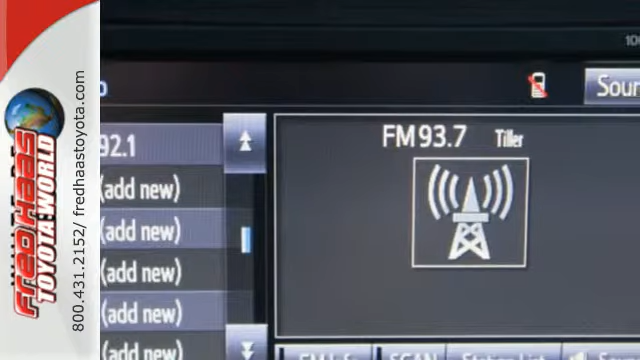 FRED HAAS
TOYOTA WORLD
800.431.2152/ fredhaastoyota.com
92.1
(add new)
(add new)
(add new)
(add new)
(add new)
FM 93.7 Tiller
SCAN